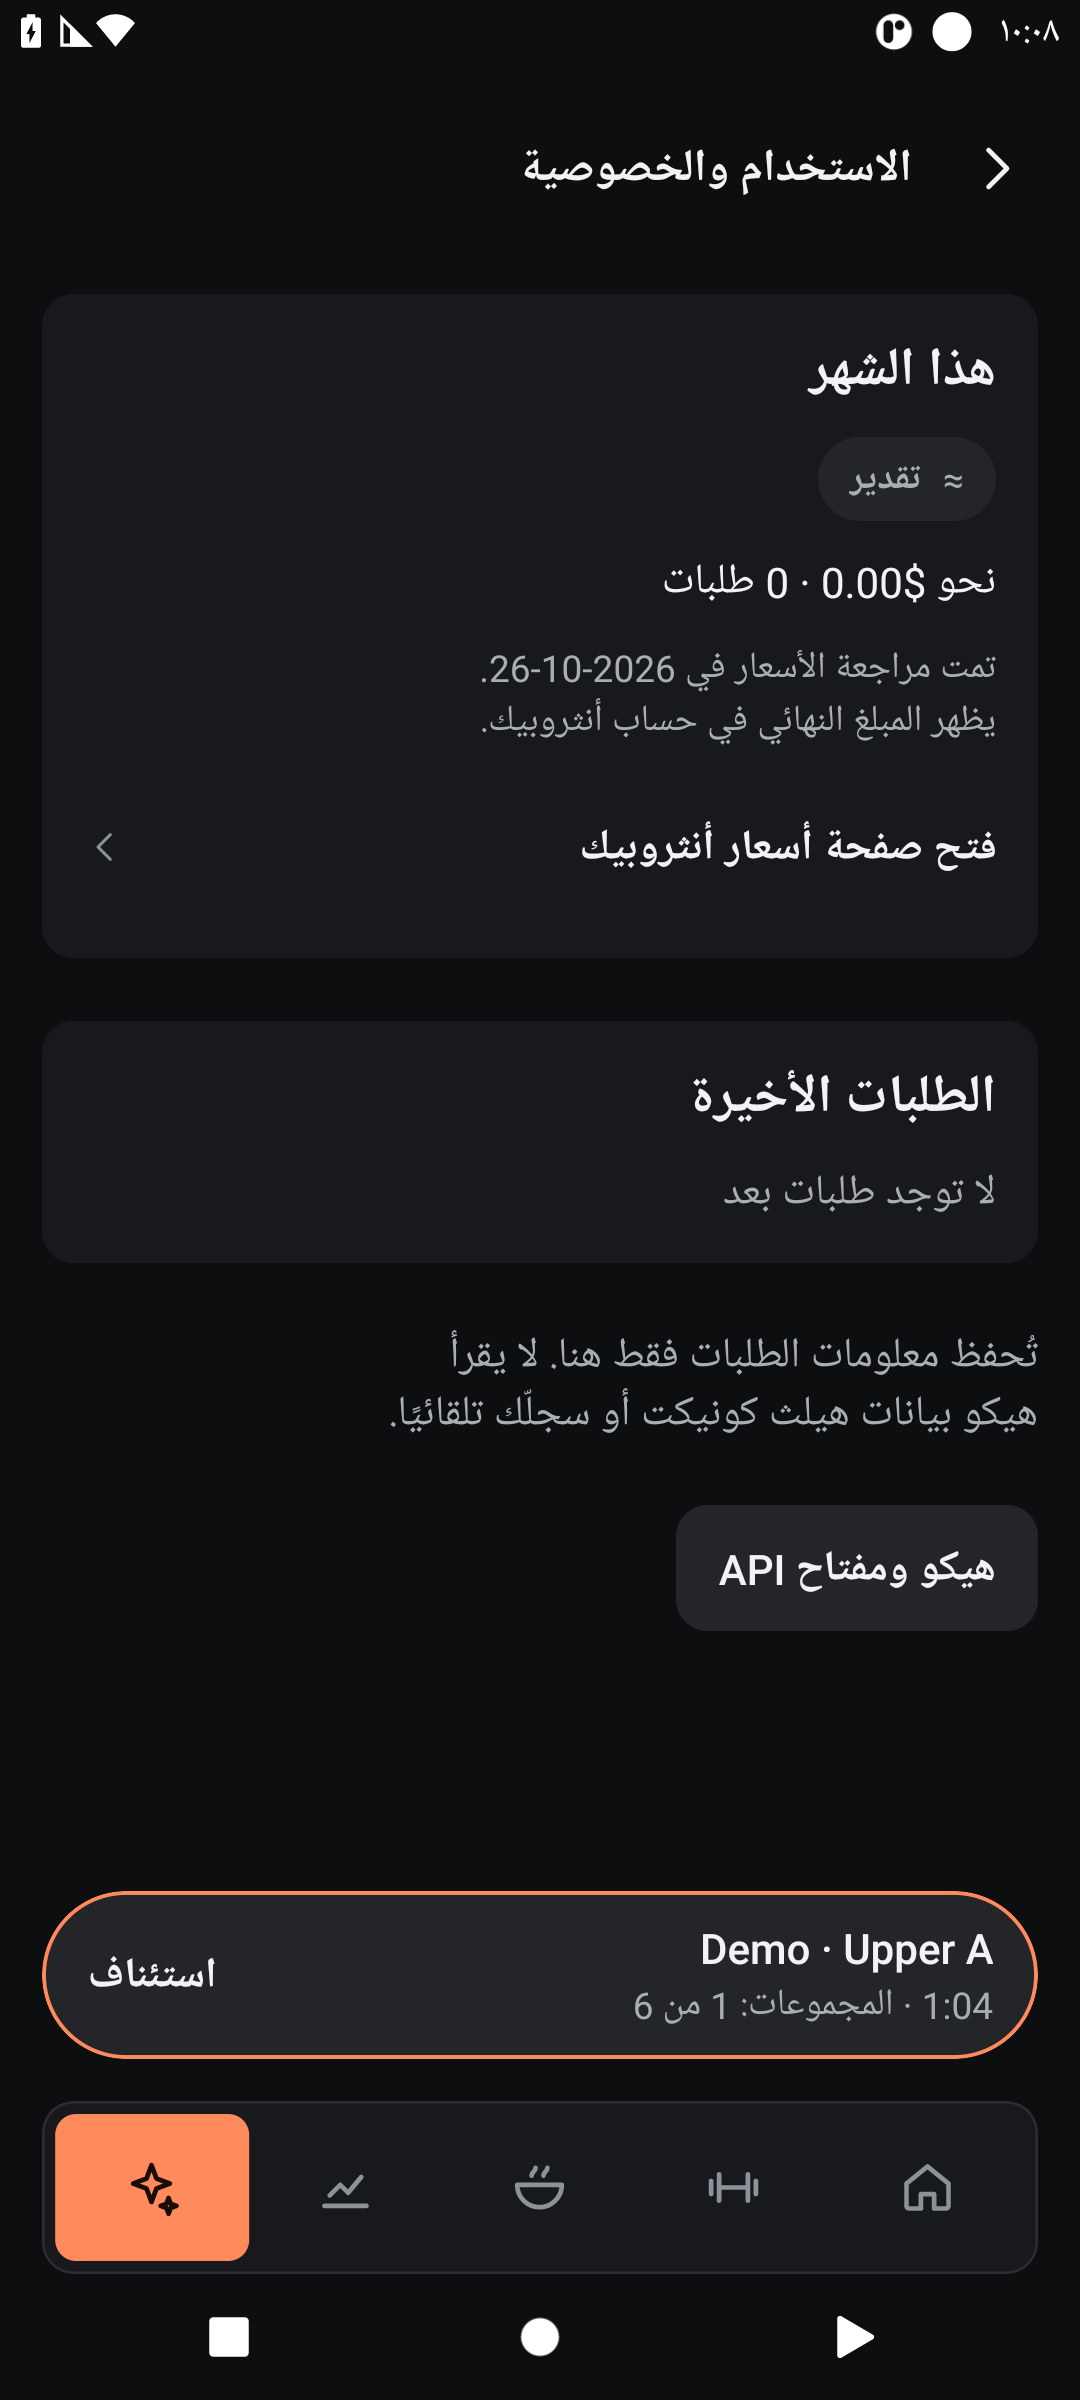 ١٠:٠٨
الاستخدام والخصوصية
هذا الشهر
≈ تقدير
نحو $0.00 · 0 طلبات
تمت مراجعة الأسعار في 2026-10-26.
يظهر المبلغ النهائي في حساب أنثروبيك.
فتح صفحة أسعار أنثروبيك
الطلبات الأخيرة
لا توجد طلبات بعد
تُحفظ معلومات الطلبات فقط هنا. لا يقرأ
هيكو بيانات هيلث كونيكت أو سجلّك تلقائيًا.
هيكو ومفتاح API
Demo · Upper A
1:04 · المجموعات: 1 من 6
استئناف